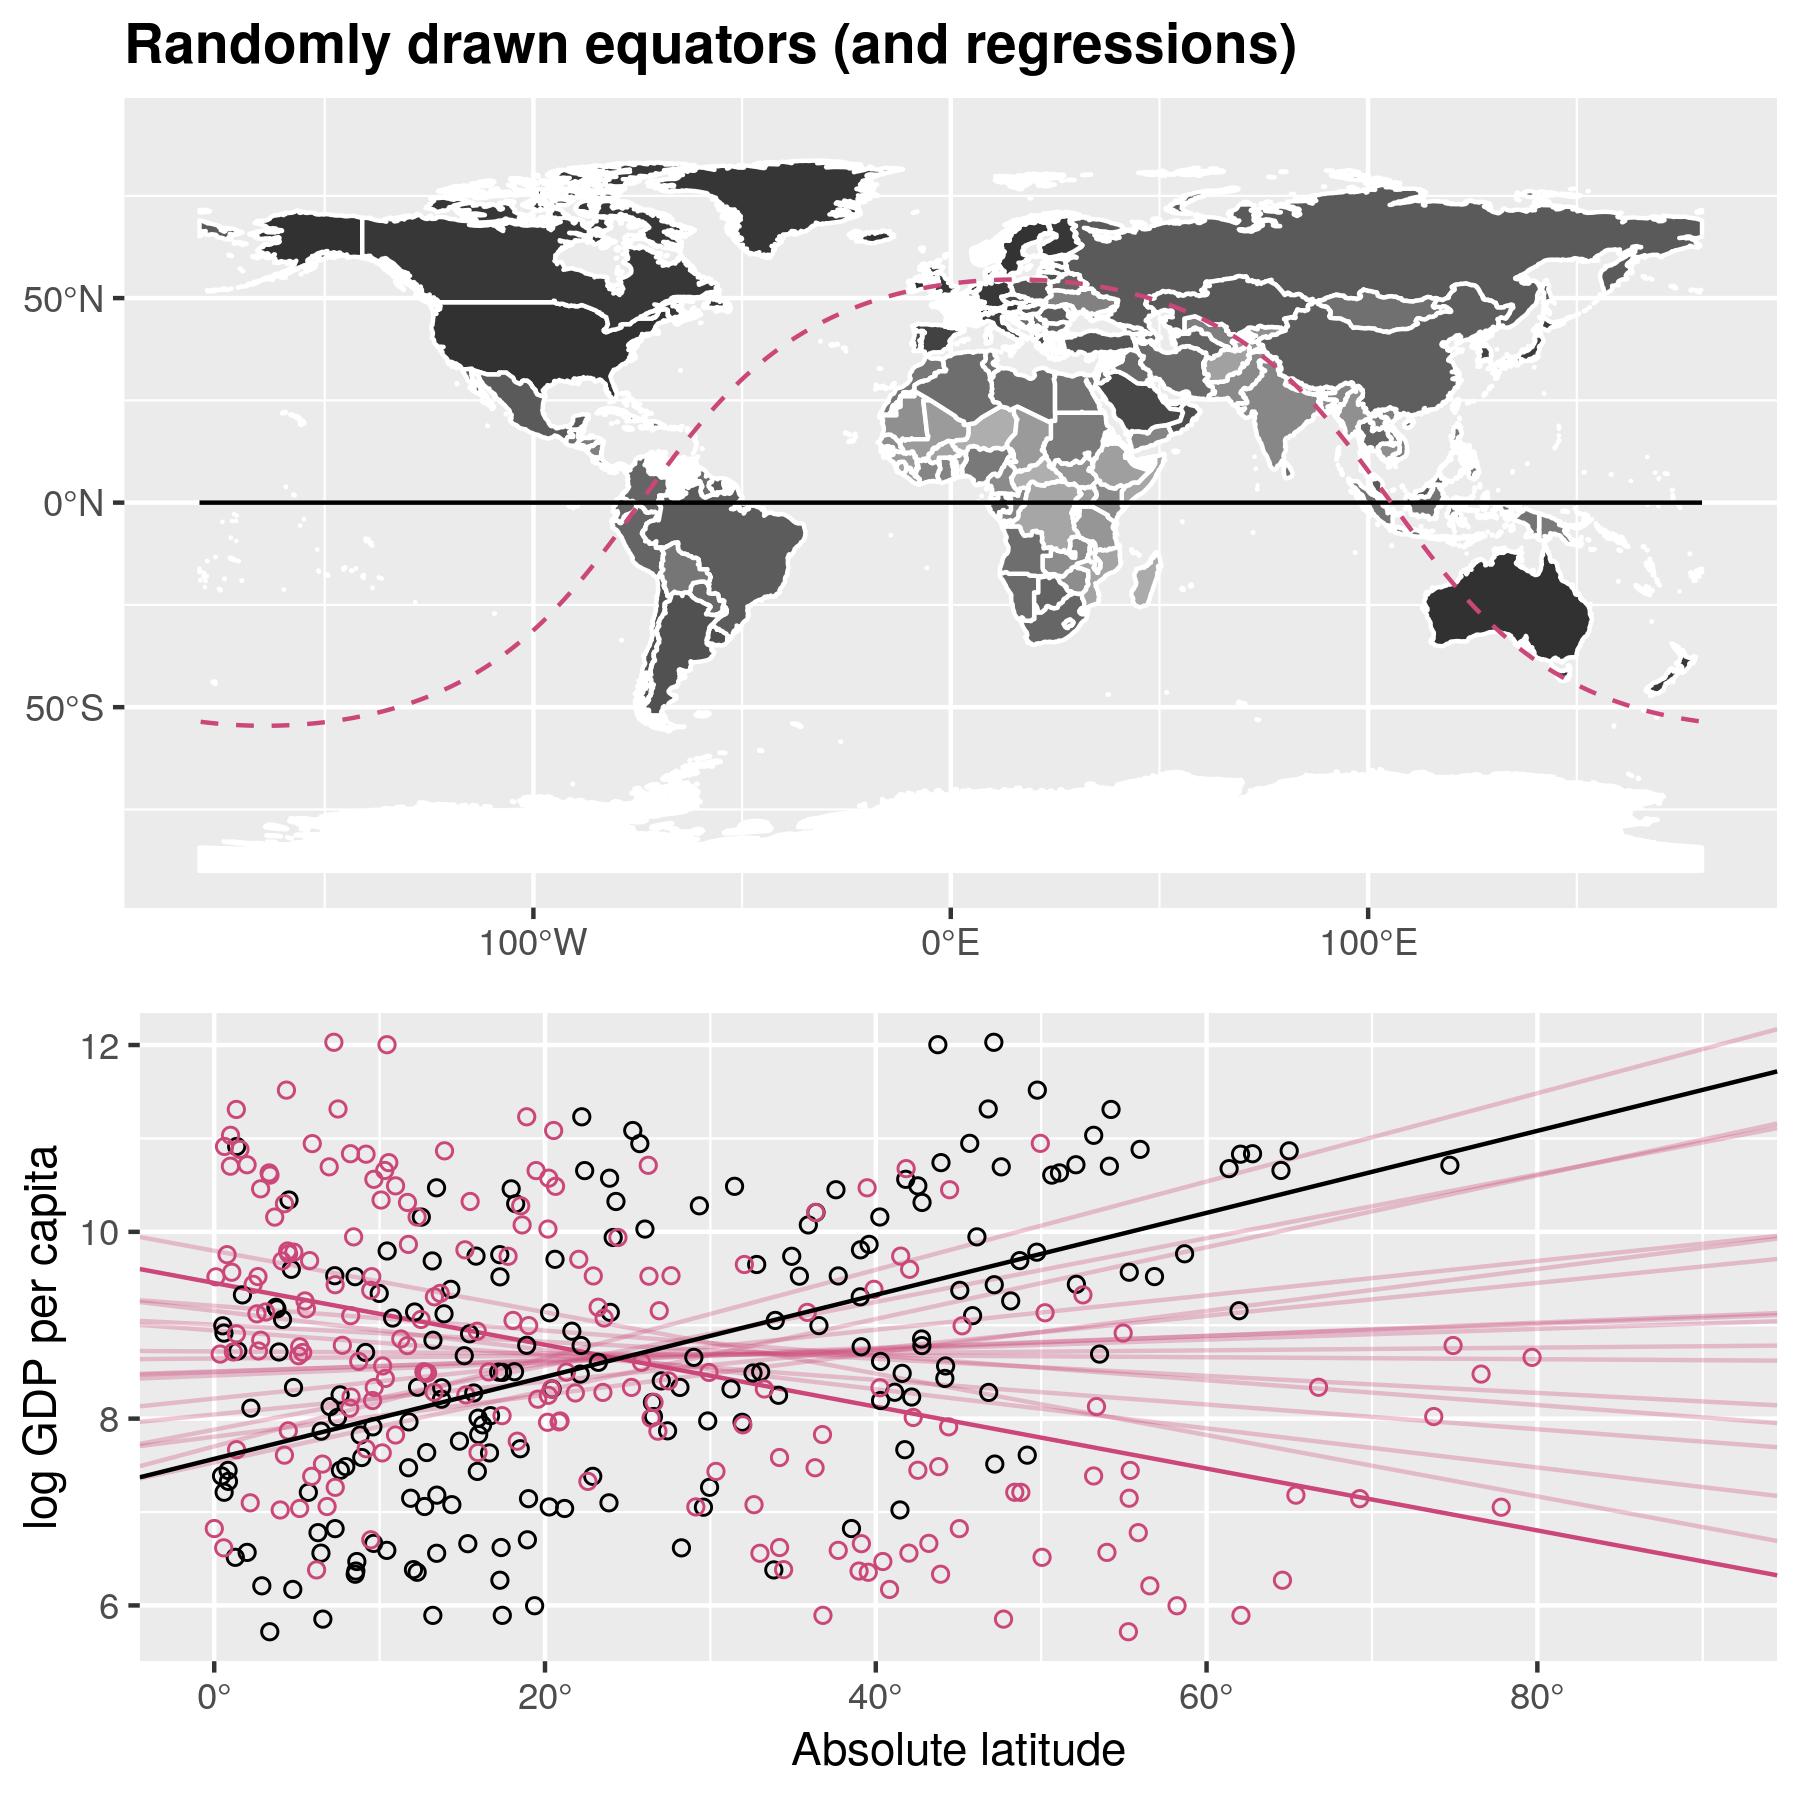 Randomly drawn equators (and regressions)
50°N
0°N
50°S
100°W 0°E 100°E
12
10
8
6
log GDP per capita
0° 20° 40° 60° 80°
Absolute latitude